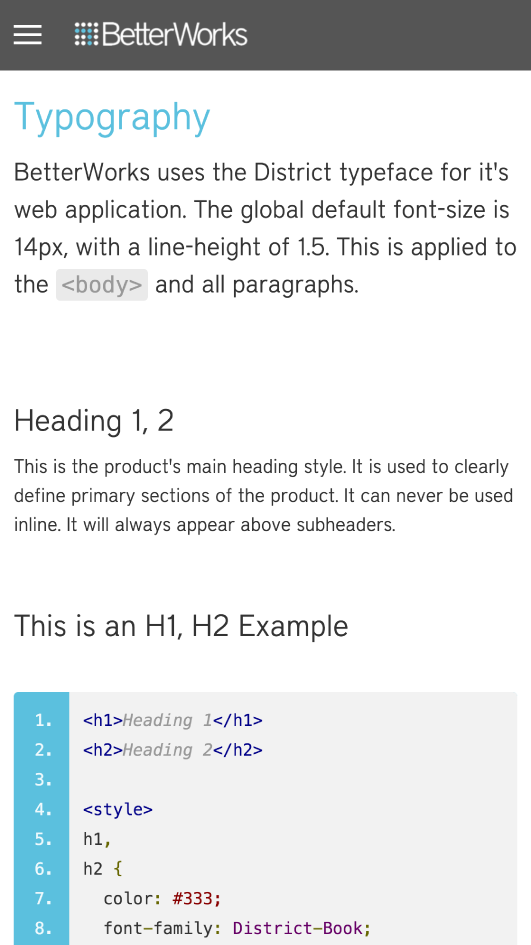 BetterWorks
Typography
BetterWorks uses the District typeface for it's
web application. The global default font-size is
14px, with a line-height of 1.5. This is applied to
the <body> and all paragraphs.
Heading 1, 2
This is the product's main heading style. It is used to clearly
define primary sections of the product. It can never be used
inline. It will always appear above subheaders.
This is an H1, H2 Example
1. <h1>Heading 1</h1>
2. <h2>Heading 2</h2>
3.
4. <style>
5. h1,
6. h2 {
7. color: #333;
8. font-family: District-Book;